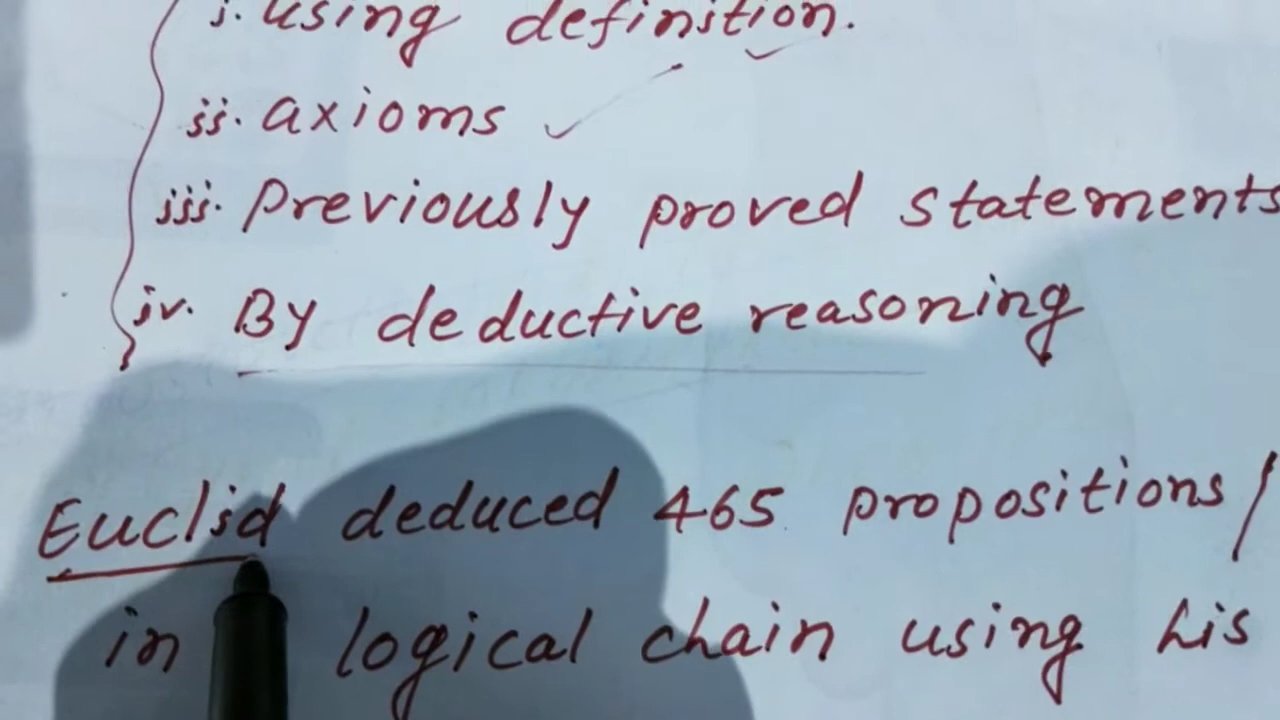 i. using definition.
ii. axioms
iii. Previously proved statements
iv. By deductive reasoning
Euclid deduced 465 propositions/
in logical chain using his